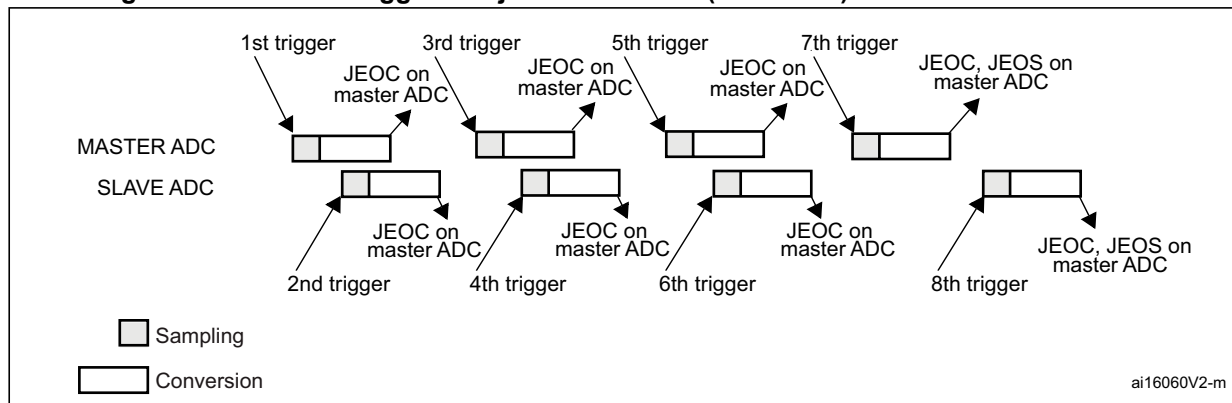 1st trigger
3rd trigger
5th trigger
7th trigger
JEOC on
master ADC
JEOC on
master ADC
JEOC on
master ADC
JEOC, JEOS on
master ADC
MASTER ADC
SLAVE ADC
JEOC on
master ADC
JEOC on
master ADC
JEOC on
master ADC
JEOC, JEOS on
master ADC
2nd trigger
4th trigger
6th trigger
8th trigger
Sampling
Conversion
ai16060V2-m